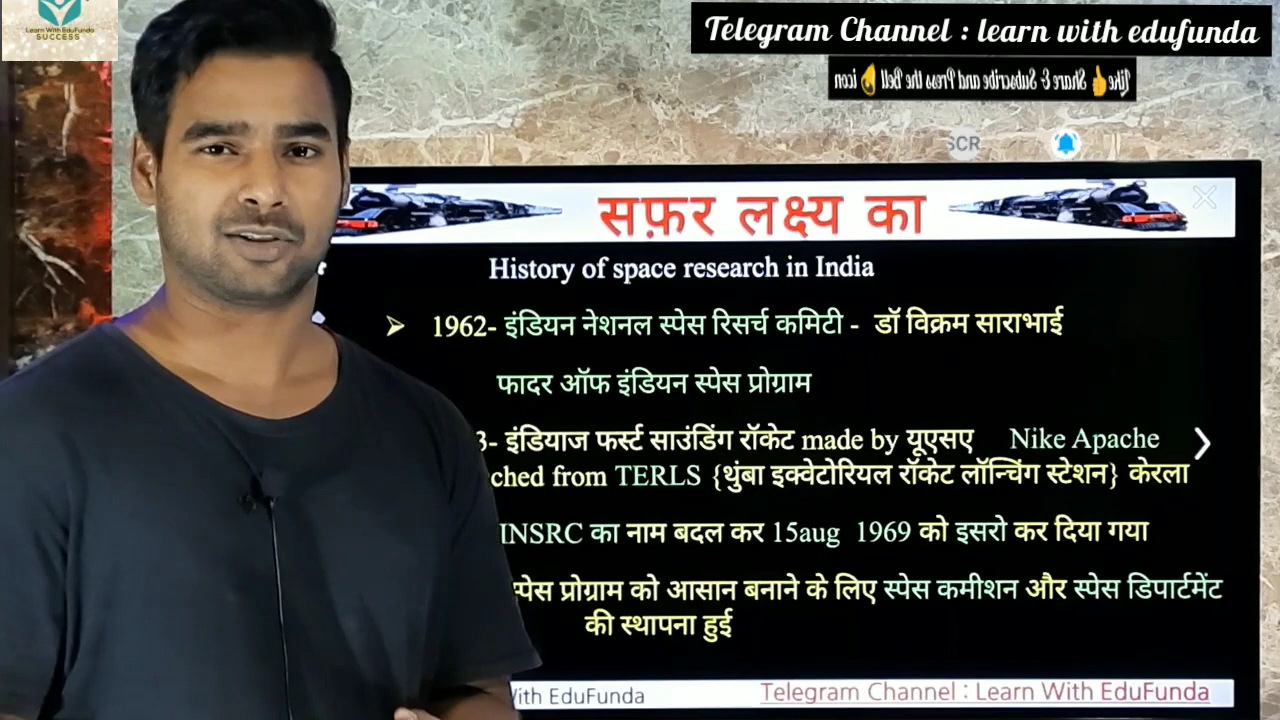 Learn With EduFunda
SUCCESS
Telegram Channel : learn with edufunda
Like 👍 Share & Subscribe and Press the Bell 👌 icon
SCR
सफ़र लक्ष्य का
History of space research in India
➤ 1962- इंडियन नेशनल स्पेस रिसर्च कमिटी - डॉ विक्रम साराभाई
फादर ऑफ इंडियन स्पेस प्रोग्राम
3- इंडियाज फर्स्ट साउंडिंग रॉकेट made by यूएसए Nike Apache
ched from TERLS {थुंबा इक्वेटोरियल रॉकेट लॉन्चिंग स्टेशन} केरला
INSRC का नाम बदल कर 15aug 1969 को इसरो कर दिया गया
स्पेस प्रोग्राम को आसान बनाने के लिए स्पेस कमीशन और स्पेस डिपार्टमेंट
की स्थापना हुई
With EduFunda
Telegram Channel : Learn With EduFunda